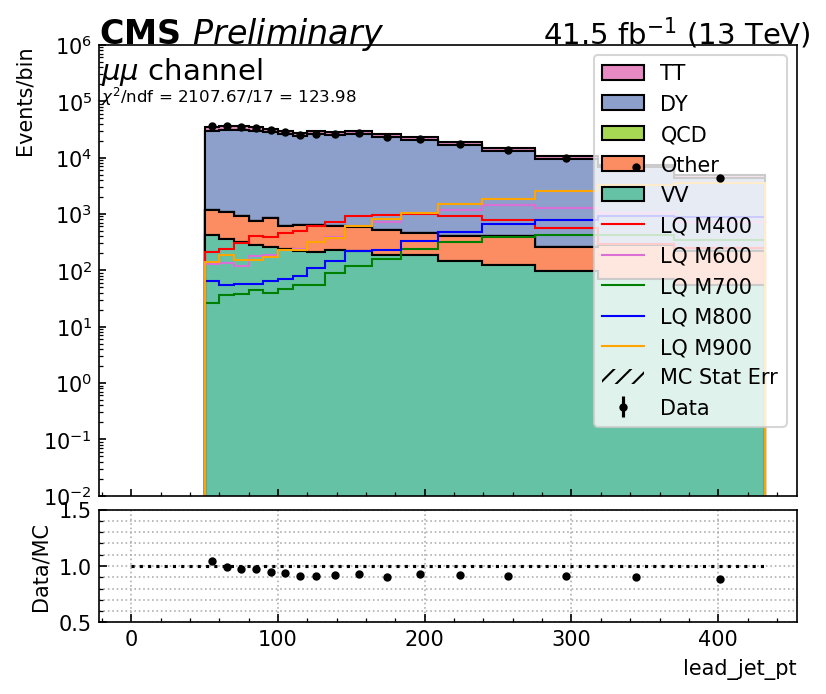 CMS Preliminary 41.5 fb⁻¹ (13 TeV)
μμ channel
χ²/ndf = 2107.67/17 = 123.98
Events/bin
10⁶
10⁵
10⁴
10³
10²
10¹
10⁰
10⁻¹
10⁻²
TT
DY
QCD
Other
VV
LQ M400
LQ M600
LQ M700
LQ M800
LQ M900
MC Stat Err
Data
Data/MC
1.5
1.0
0.5
0 100 200 300 400
lead_jet_pt